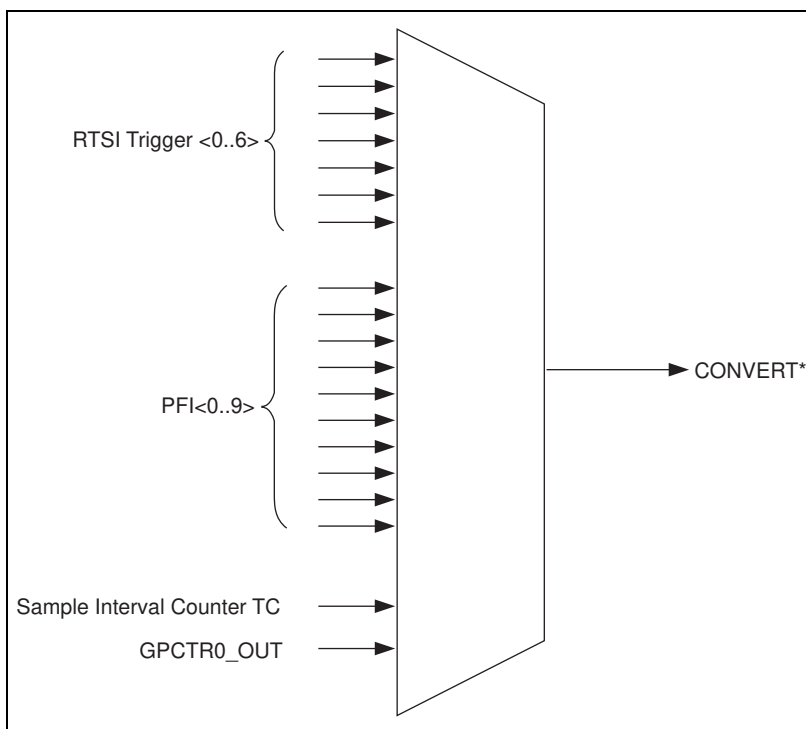 RTSI Trigger <0..6>
PFI<0..9>
CONVERT*
Sample Interval Counter TC
GPCTR0_OUT